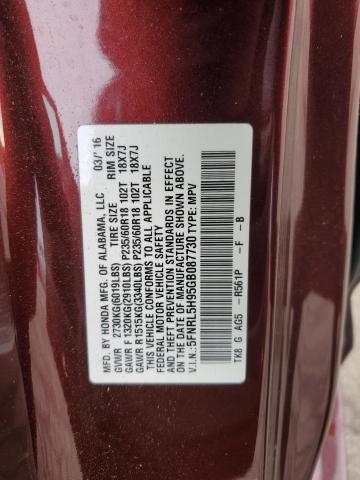 MFD. BY HONDA MFG. OF ALABAMA, LLC 03/'16
GVWR 2730KG(6019LBS) TIRE SIZE RIM SIZE
GAWR F 1320KG(2910LBS) P235/60R18 102T 18X7J
GAWR R 1515KG(3340LBS) P235/60R18 102T 18X7J
THIS VEHICLE CONFORMS TO ALL APPLICABLE
FEDERAL MOTOR VEHICLE SAFETY
AND THEFT PREVENTION STANDARDS IN EFFECT
ON THE DATE OF MANUFACTURE SHOWN ABOVE.
V.I.N.:5FNRL5H95GB087730 TYPE: MPV
TK8 G AG5 -R561P -F -B